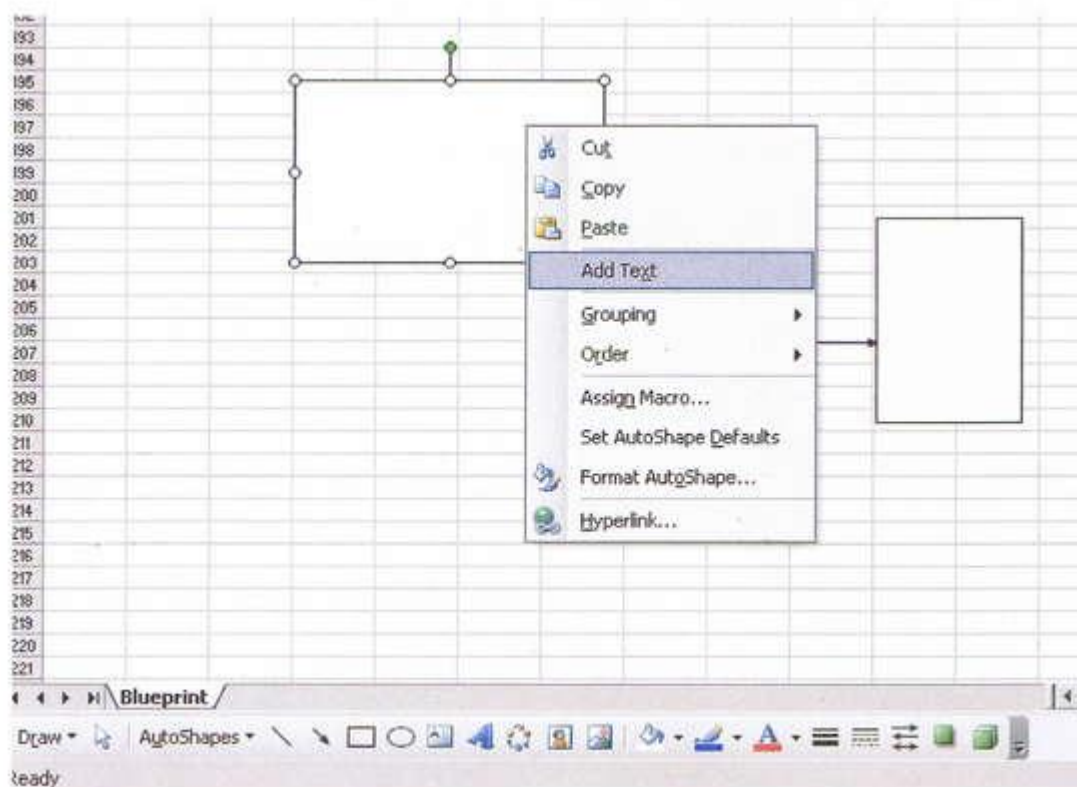 193
194
195
196
197
198
199
200
201
202
203
204
205
206
207
208
209
210
211
212
213
214
215
216
217
218
219
220
221
Cut
Copy
Paste
Add Text
Grouping
Order
Assign Macro...
Set AutoShape Defaults
Format AutoShape...
Hyperlink...
Blueprint
Draw AutoShapes A
Ready